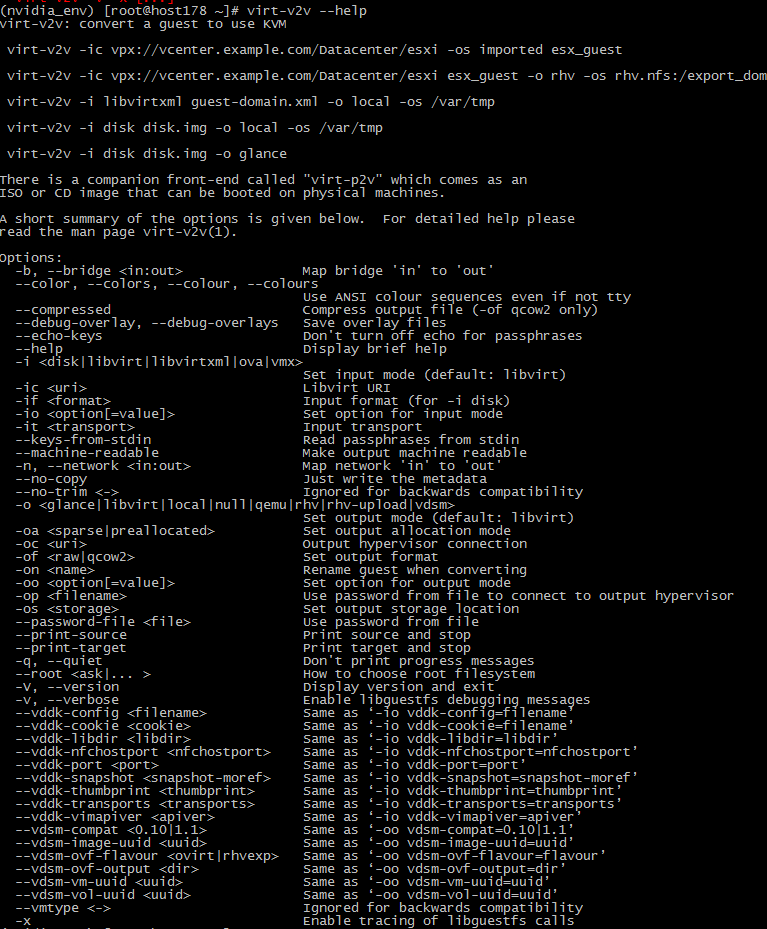 (nvidia_env) [root@host178 ~]# virt-v2v --help
virt-v2v: convert a guest to use KVM
virt-v2v -ic vpx://vcenter.example.com/Datacenter/esxi -os imported esx_guest
virt-v2v -ic vpx://vcenter.example.com/Datacenter/esxi esx_guest -o rhv -os rhv.nfs:/export_dom
virt-v2v -i libvirtxml guest-domain.xml -o local -os /var/tmp
virt-v2v -i disk disk.img -o local -os /var/tmp
virt-v2v -i disk disk.img -o glance
There is a companion front-end called "virt-p2v" which comes as an
ISO or CD image that can be booted on physical machines.
A short summary of the options is given below.  For detailed help please
read the man page virt-v2v(1).
Options:
-b, --bridge <in:out>               Map bridge 'in' to 'out'
--color, --colors, --colour, --colours
Use ANSI colour sequences even if not tty
--compressed                        Compress output file (-of qcow2 only)
--debug-overlay, --debug-overlays   Save overlay files
--echo-keys                         Don't turn off echo for passphrases
--help                              Display brief help
-i <disk|libvirt|libvirtxml|ova|vmx>
Set input mode (default: libvirt)
-ic <uri>                           Libvirt URI
-if <format>                        Input format (for -i disk)
-io <option[=value]>                Set option for input mode
-it <transport>                     Input transport
--keys-from-stdin                   Read passphrases from stdin
--machine-readable                  Make output machine readable
-n, --network <in:out>              Map network 'in' to 'out'
--no-copy                           Just write the metadata
--no-trim <->                       Ignored for backwards compatibility
-o <glance|libvirt|local|null|qemu|rhv|rhv-upload|vdsm>
Set output mode (default: libvirt)
-oa <sparse|preallocated>           Set output allocation mode
-oc <uri>                           Output hypervisor connection
-of <raw|qcow2>                     Set output format
-on <name>                          Rename guest when converting
-oo <option[=value]>                Set option for output mode
-op <filename>                      Use password from file to connect to output hypervisor
-os <storage>                       Set output storage location
--password-file <file>              Use password from file
--print-source                      Print source and stop
--print-target                      Print target and stop
-q, --quiet                         Don't print progress messages
--root <ask|... >                   How to choose root filesystem
-V, --version                       Display version and exit
-v, --verbose                       Enable libguestfs debugging messages
--vddk-config <filename>            Same as ‘-io vddk-config=filename’
--vddk-cookie <cookie>              Same as ‘-io vddk-cookie=filename’
--vddk-libdir <libdir>              Same as ‘-io vddk-libdir=libdir’
--vddk-nfchostport <nfchostport>    Same as ‘-io vddk-nfchostport=nfchostport’
--vddk-port <port>                  Same as ‘-io vddk-port=port’
--vddk-snapshot <snapshot-moref>    Same as ‘-io vddk-snapshot=snapshot-moref’
--vddk-thumbprint <thumbprint>      Same as ‘-io vddk-thumbprint=thumbprint’
--vddk-transports <transports>      Same as ‘-io vddk-transports=transports’
--vddk-vimapiver <apiver>           Same as ‘-io vddk-vimapiver=apiver’
--vdsm-compat <0.10|1.1>            Same as ‘-oo vdsm-compat=0.10|1.1’
--vdsm-image-uuid <uuid>            Same as ‘-oo vdsm-image-uuid=uuid’
--vdsm-ovf-flavour <ovirt|rhvexp>   Same as ‘-oo vdsm-ovf-flavour=flavour’
--vdsm-ovf-output <dir>             Same as ‘-oo vdsm-ovf-output=dir’
--vdsm-vm-uuid <uuid>               Same as ‘-oo vdsm-vm-uuid=uuid’
--vdsm-vol-uuid <uuid>              Same as ‘-oo vdsm-vol-uuid=uuid’
--vmtype <->                        Ignored for backwards compatibility
-x                                  Enable tracing of libguestfs calls